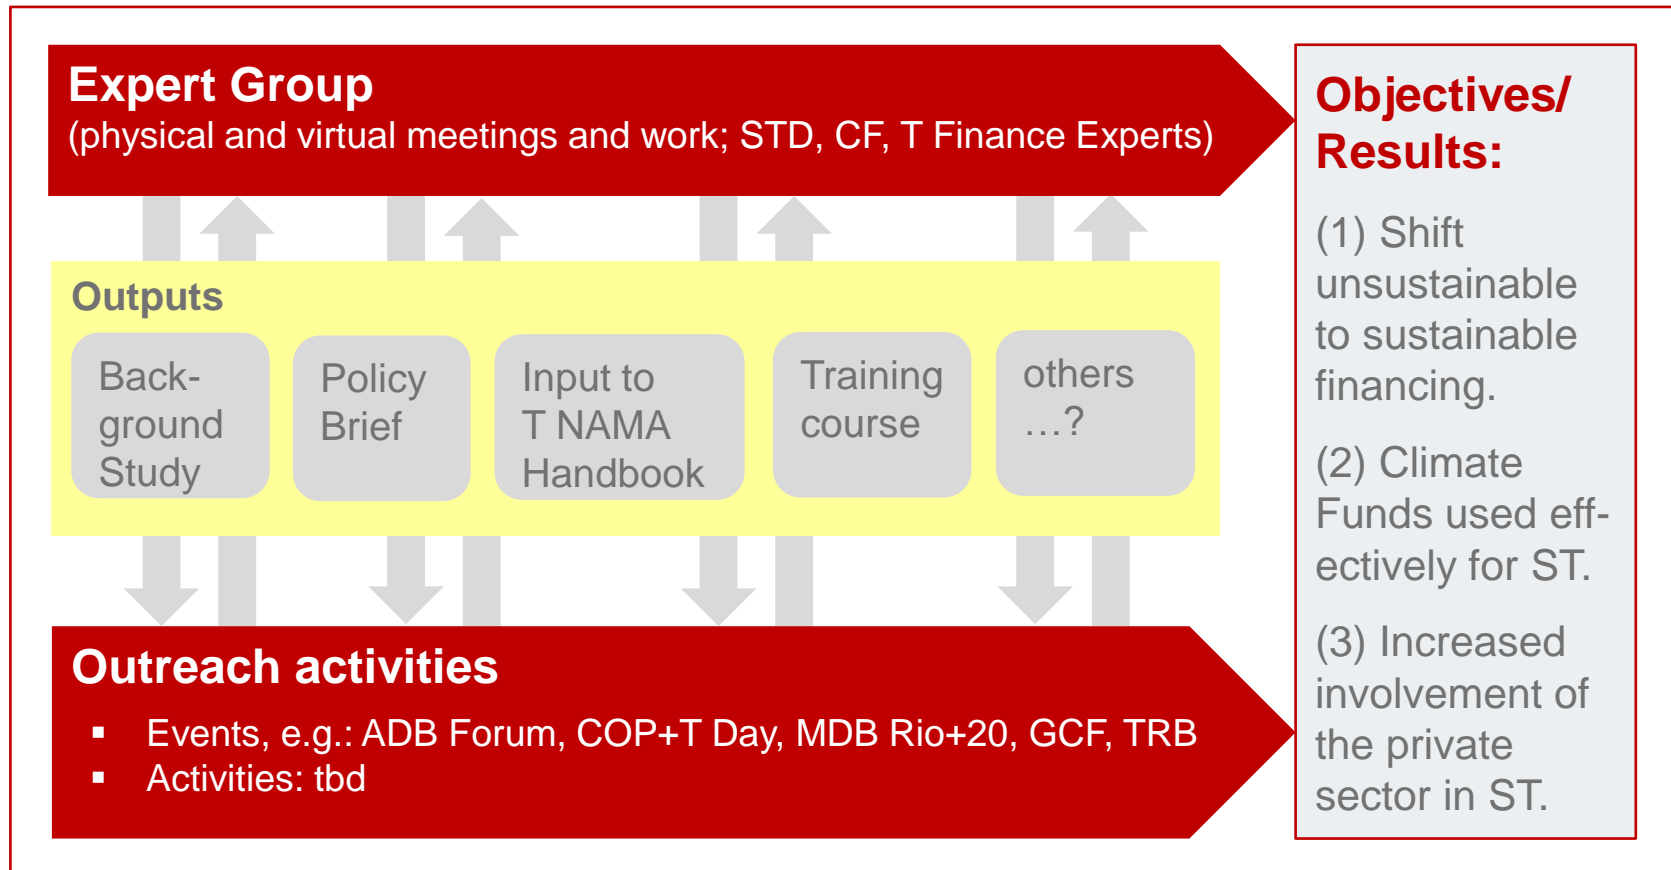 Expert Group
(physical and virtual meetings and work; STD, CF, T Finance Experts)
Outputs
Back-
ground
Study
Policy
Brief
Input to
T NAMA
Handbook
Training
course
others
…?
Outreach activities
▪ Events, e.g.: ADB Forum, COP+T Day, MDB Rio+20, GCF, TRB
▪ Activities: tbd
Objectives/
Results:
(1) Shift
unsustainable
to sustainable
financing.
(2) Climate
Funds used eff-
ectively for ST.
(3) Increased
involvement of
the private
sector in ST.